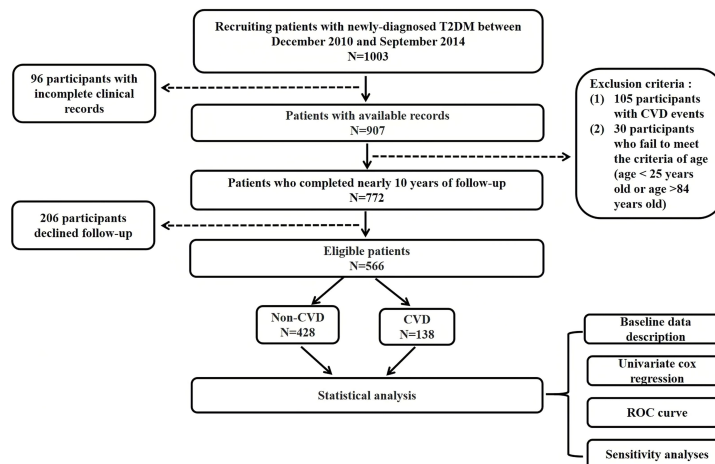 Recruiting patients with newly-diagnosed T2DM between
December 2010 and September 2014
N=1003
96 participants with
incomplete clinical
records
Patients with available records
N=907
Exclusion criteria :
(1) 105 participants
with CVD events
(2) 30 participants
who fail to meet
the criteria of age
(age < 25 years
old or age >84
years old)
Patients who completed nearly 10 years of follow-up
N=772
206 participants
declined follow-up
Eligible patients
N=566
Non-CVD
N=428
CVD
N=138
Statistical analysis
Baseline data
description
Univariate cox
regression
ROC curve
Sensitivity analyses